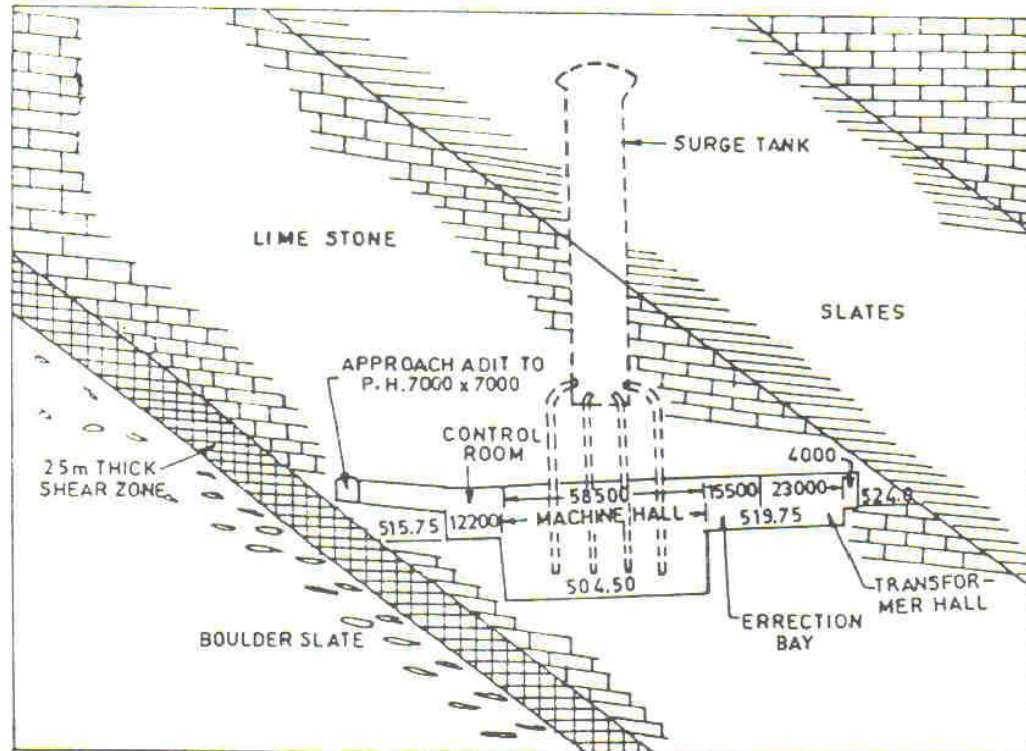 SURGE TANK
LIME STONE
SLATES
APPROACH ADIT TO
P.H.7000 x 7000
CONTROL
ROOM
4000
25m THICK
SHEAR ZONE
58500
15500
23000
524.0
515.75
12200
MACHINE HALL
519.75
504.50
TRANSFOR-
MER HALL
ERRECTION
BAY
BOULDER SLATE